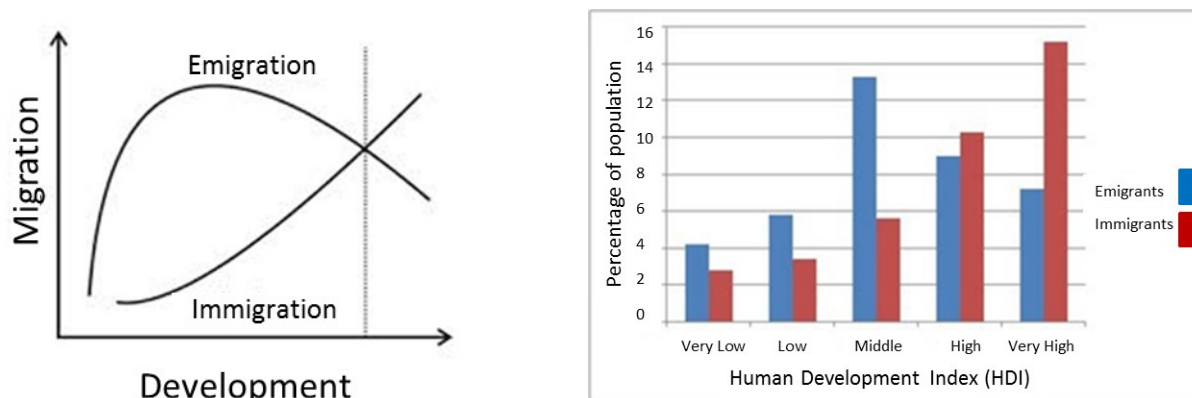 Emigration
Migration
Immigration
Development
16
14
12
10
8
6
4
2
0
Percentage of population
Very Low
Low
Middle
High
Very High
Human Development Index (HDI)
Emigrants
Immigrants